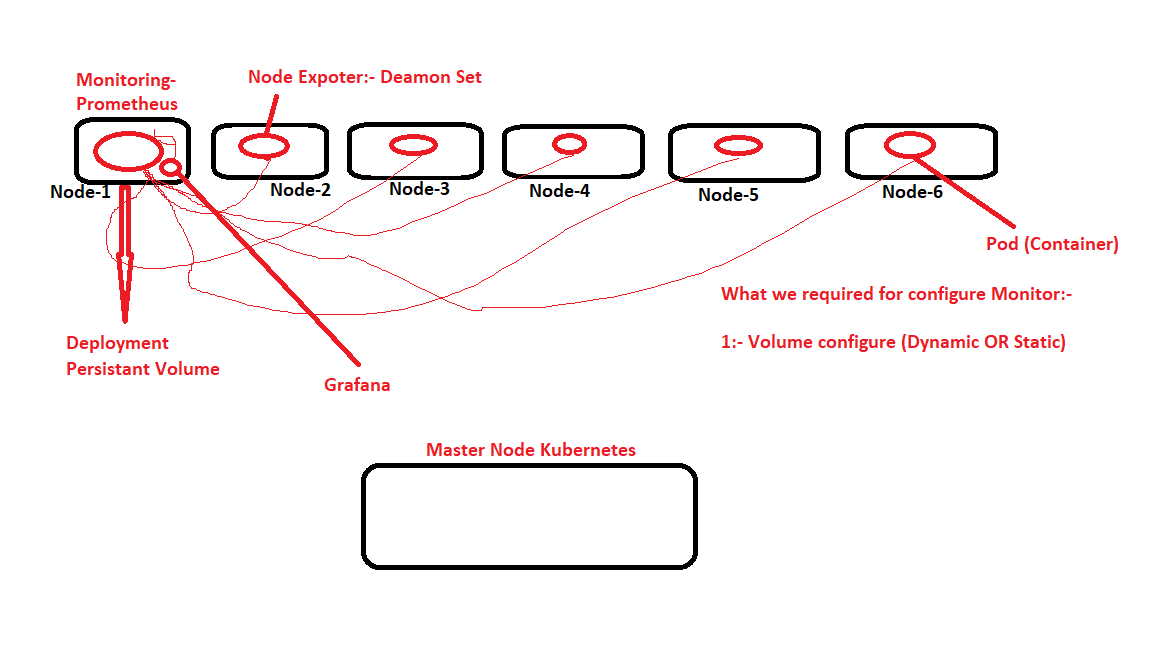 Monitoring-
Prometheus
Node Expoter:- Deamon Set
Node-1
Node-2
Node-3
Node-4
Node-5
Node-6
Pod (Container)
What we required for configure Monitor:-
1:- Volume configure (Dynamic OR Static)
Deployment
Persistant Volume
Grafana
Master Node Kubernetes